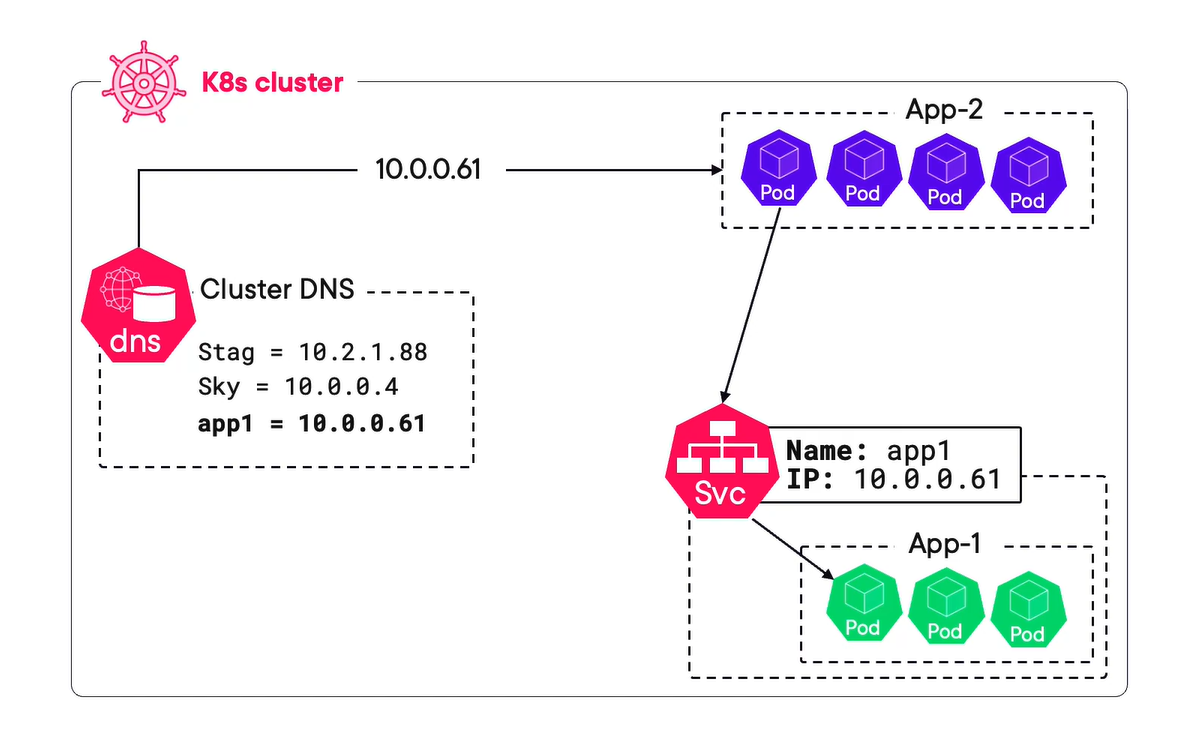 K8s cluster
App-2
10.0.0.61
Pod
Pod
Pod
Pod
dns
Cluster DNS
Stag = 10.2.1.88
Sky = 10.0.0.4
app1 = 10.0.0.61
Svc
Name: app1
IP: 10.0.0.61
App-1
Pod
Pod
Pod